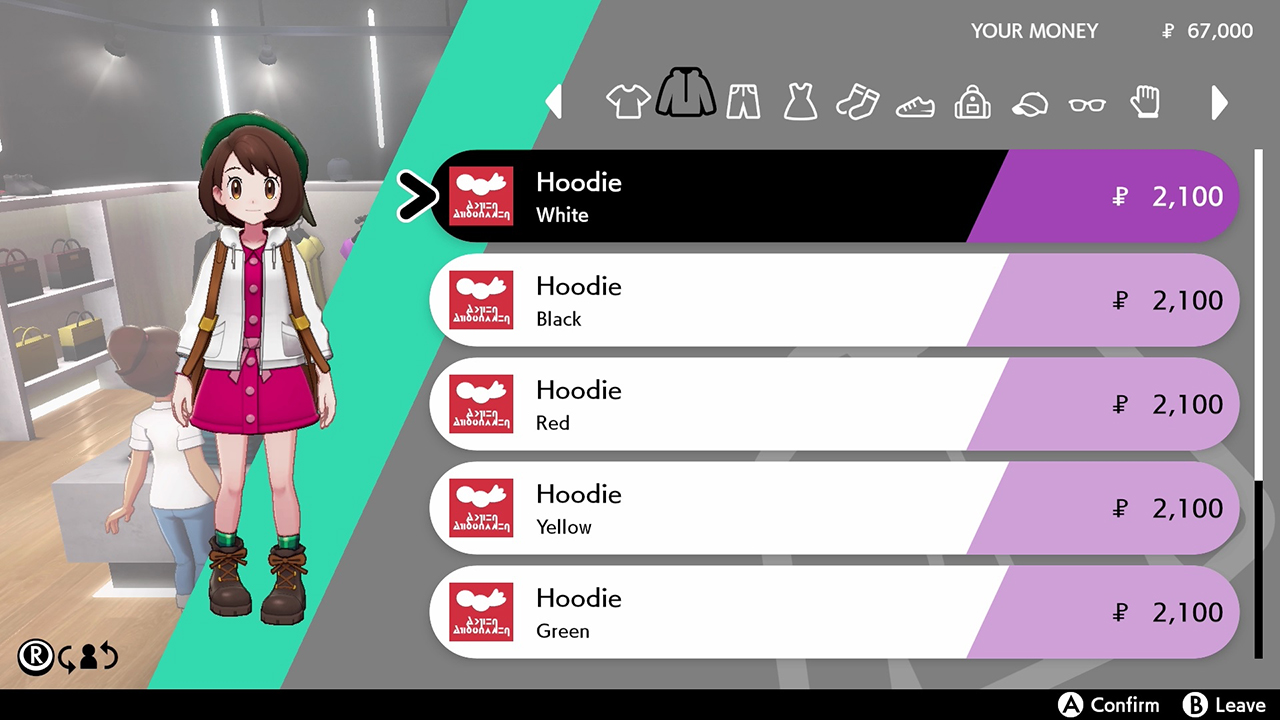 YOUR MONEY ₽ 67,000
Hoodie
White
₽ 2,100
Hoodie
Black
₽ 2,100
Hoodie
Red
₽ 2,100
Hoodie
Yellow
₽ 2,100
Hoodie
Green
₽ 2,100
R
A Confirm B Leave